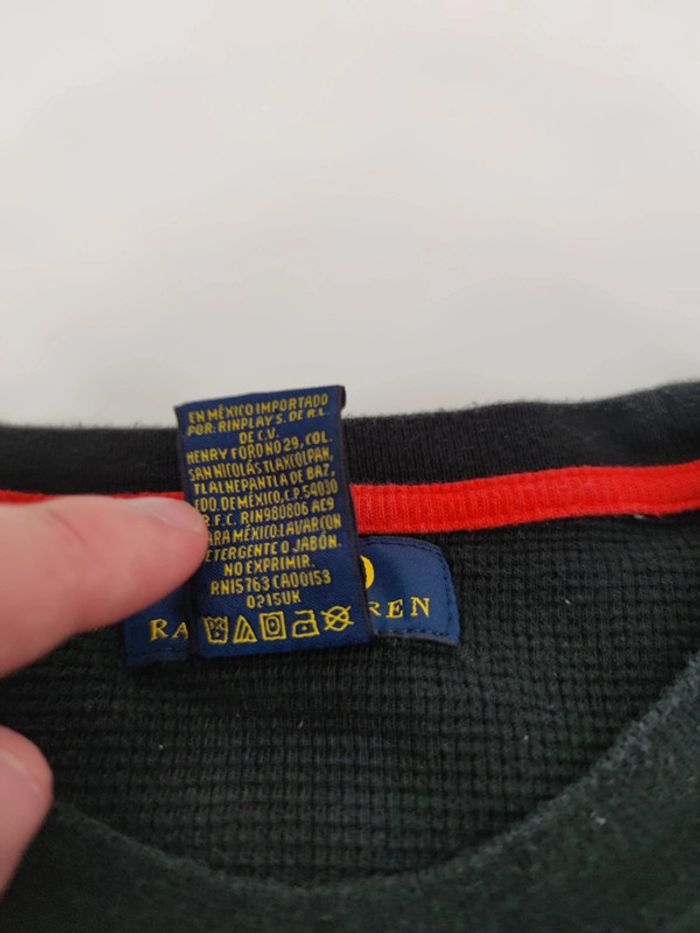 EN MÉXICO IMPORTADO
POR: RINPLAY S. DE R.L.
DE C.V.
HENRY FORD NO 29, COL.
SAN NICOLÁS TLAXCOLPAN,
TLALNEPANTLA DE BAZ,
EDO. DE MÉXICO, C.P. 54030
R.F.C. RIN980806 AE9
PARA MÉXICO: LAVAR CON
DETERGENTE O JABÓN.
NO EXPRIMIR.
RN15763 CA00153
0215UK
RA REN